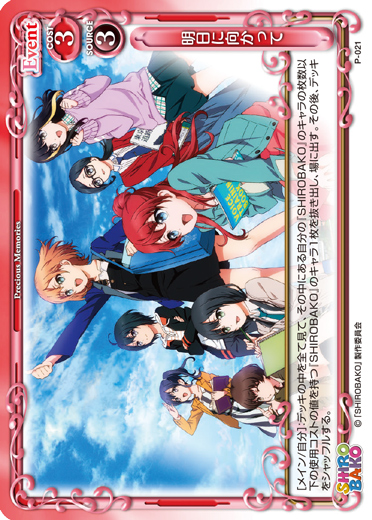 Event
COST
3
SOURCE
3
明日に向かって
P-021
Precious Memories
[メイン/自分]:デッキの中を全て見て、その中にある自分の『SHIROBAKO』のキャラの枚数以
下の使用コストの値を持つ『SHIROBAKO』のキャラ1枚を抜き出し、場に出す。その後、デッキ
をシャッフルする。
SHIROBAKO
©「SHIROBAKO」製作委員会